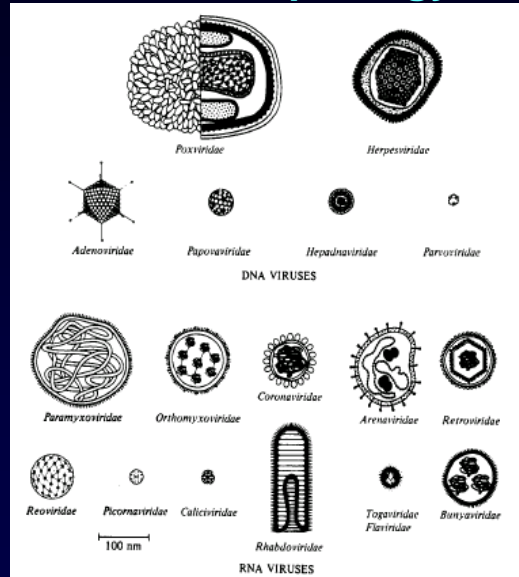 Poxviridae Herpesviridae
Adenoviridae Papovaviridae Hepadnaviridae Parvoviridae
DNA VIRUSES
Paramyxoviridae Orthomyxoviridae Coronaviridae Arenaviridae Retroviridae
Reoviridae Picornaviridae Caliciviridae Rhabdoviridae Togaviridae Bunyaviridae
Flaviridae
100 nm
RNA VIRUSES